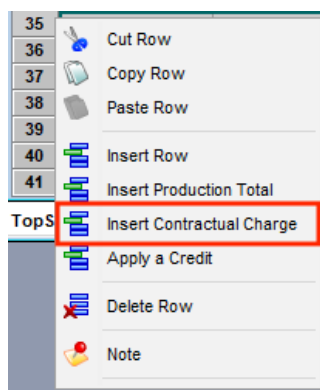 35
Cut Row
36
37
Copy Row
38
Paste Row
39
40
Insert Row
41
Insert Production Total
TopS
Insert Contractual Charge
Apply a Credit
Delete Row
Note